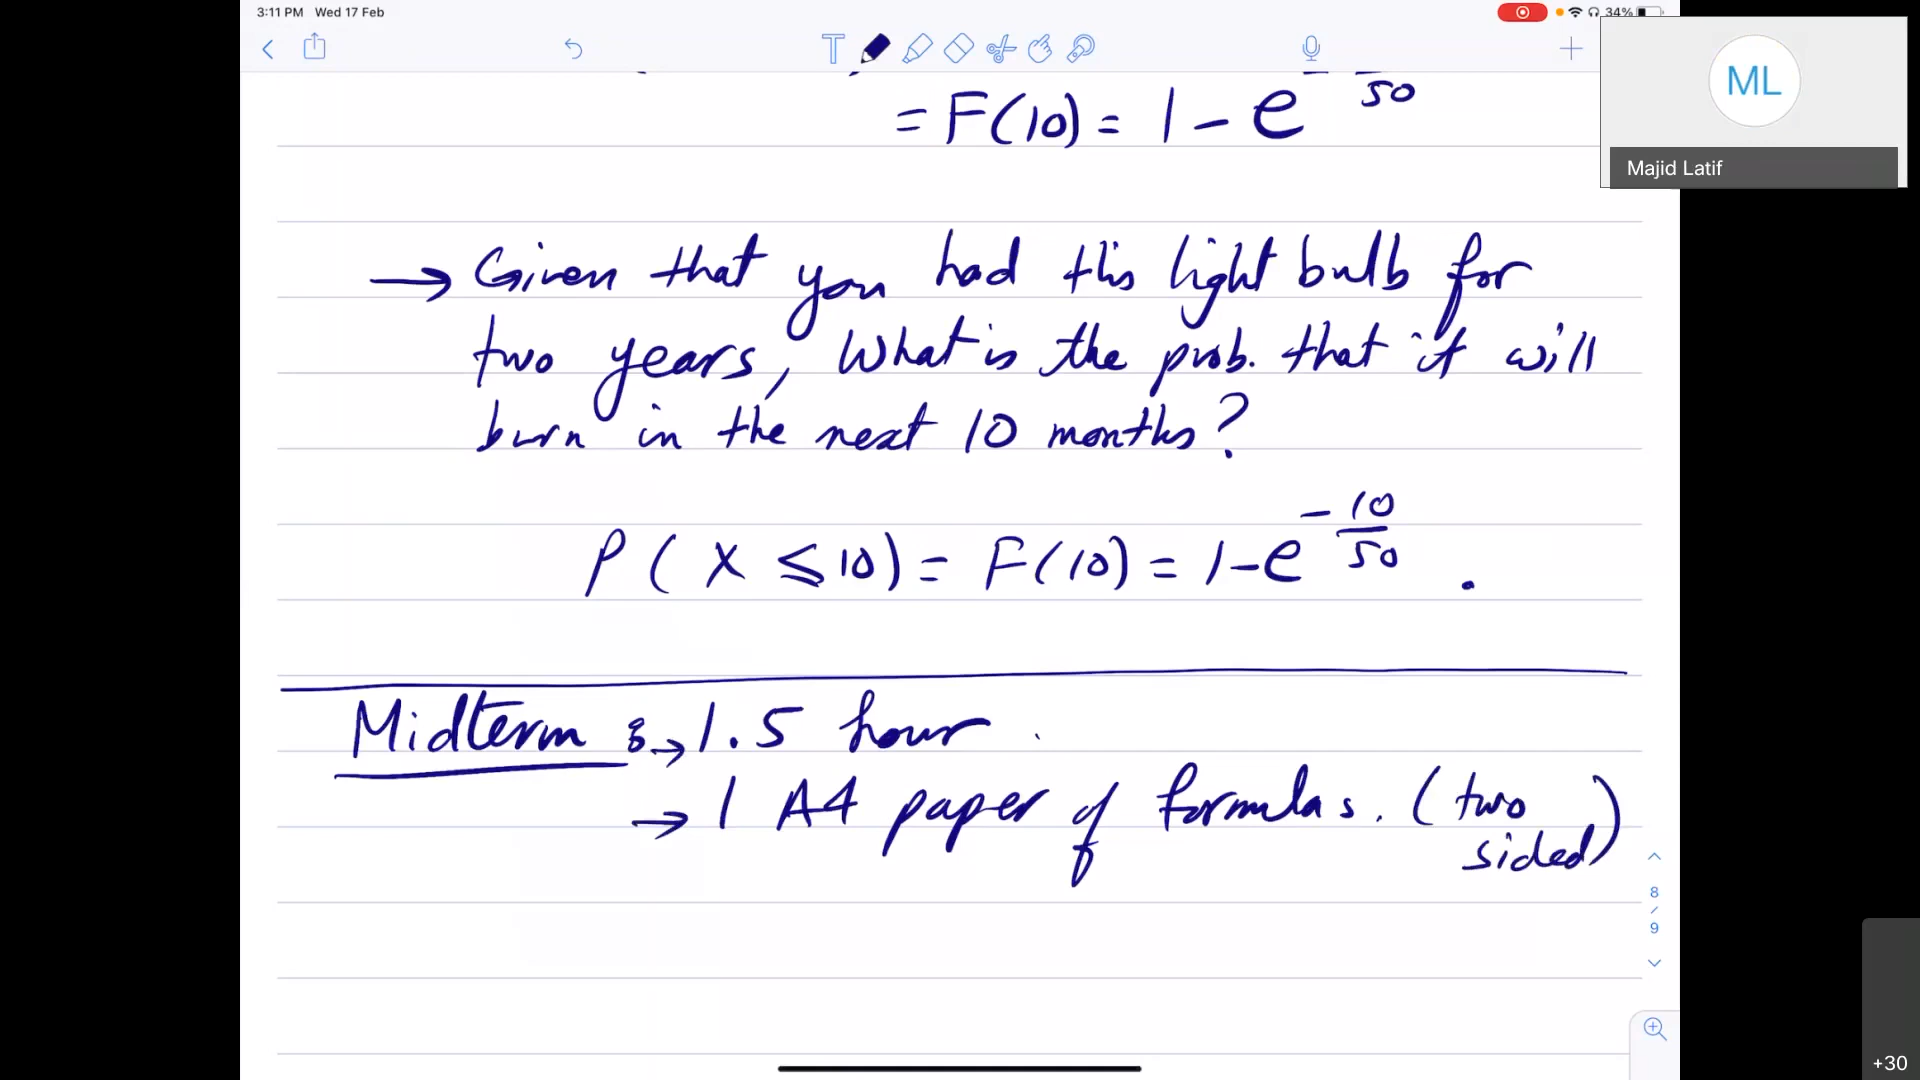 3:11 PM Wed 17 Feb
34%
ML
Majid Latif
= F(10) = 1 - e^{- — 50}
→ Given that you had this light bulb for
two years, What is the prob. that it will
burn in the next 10 months?
P(X ≤ 10) = F(10) = 1 - e^{-10/50} .
Midterm : → 1.5 hour.
→ 1 A4 paper of formulas. (two
sided)
8
/
9
+30